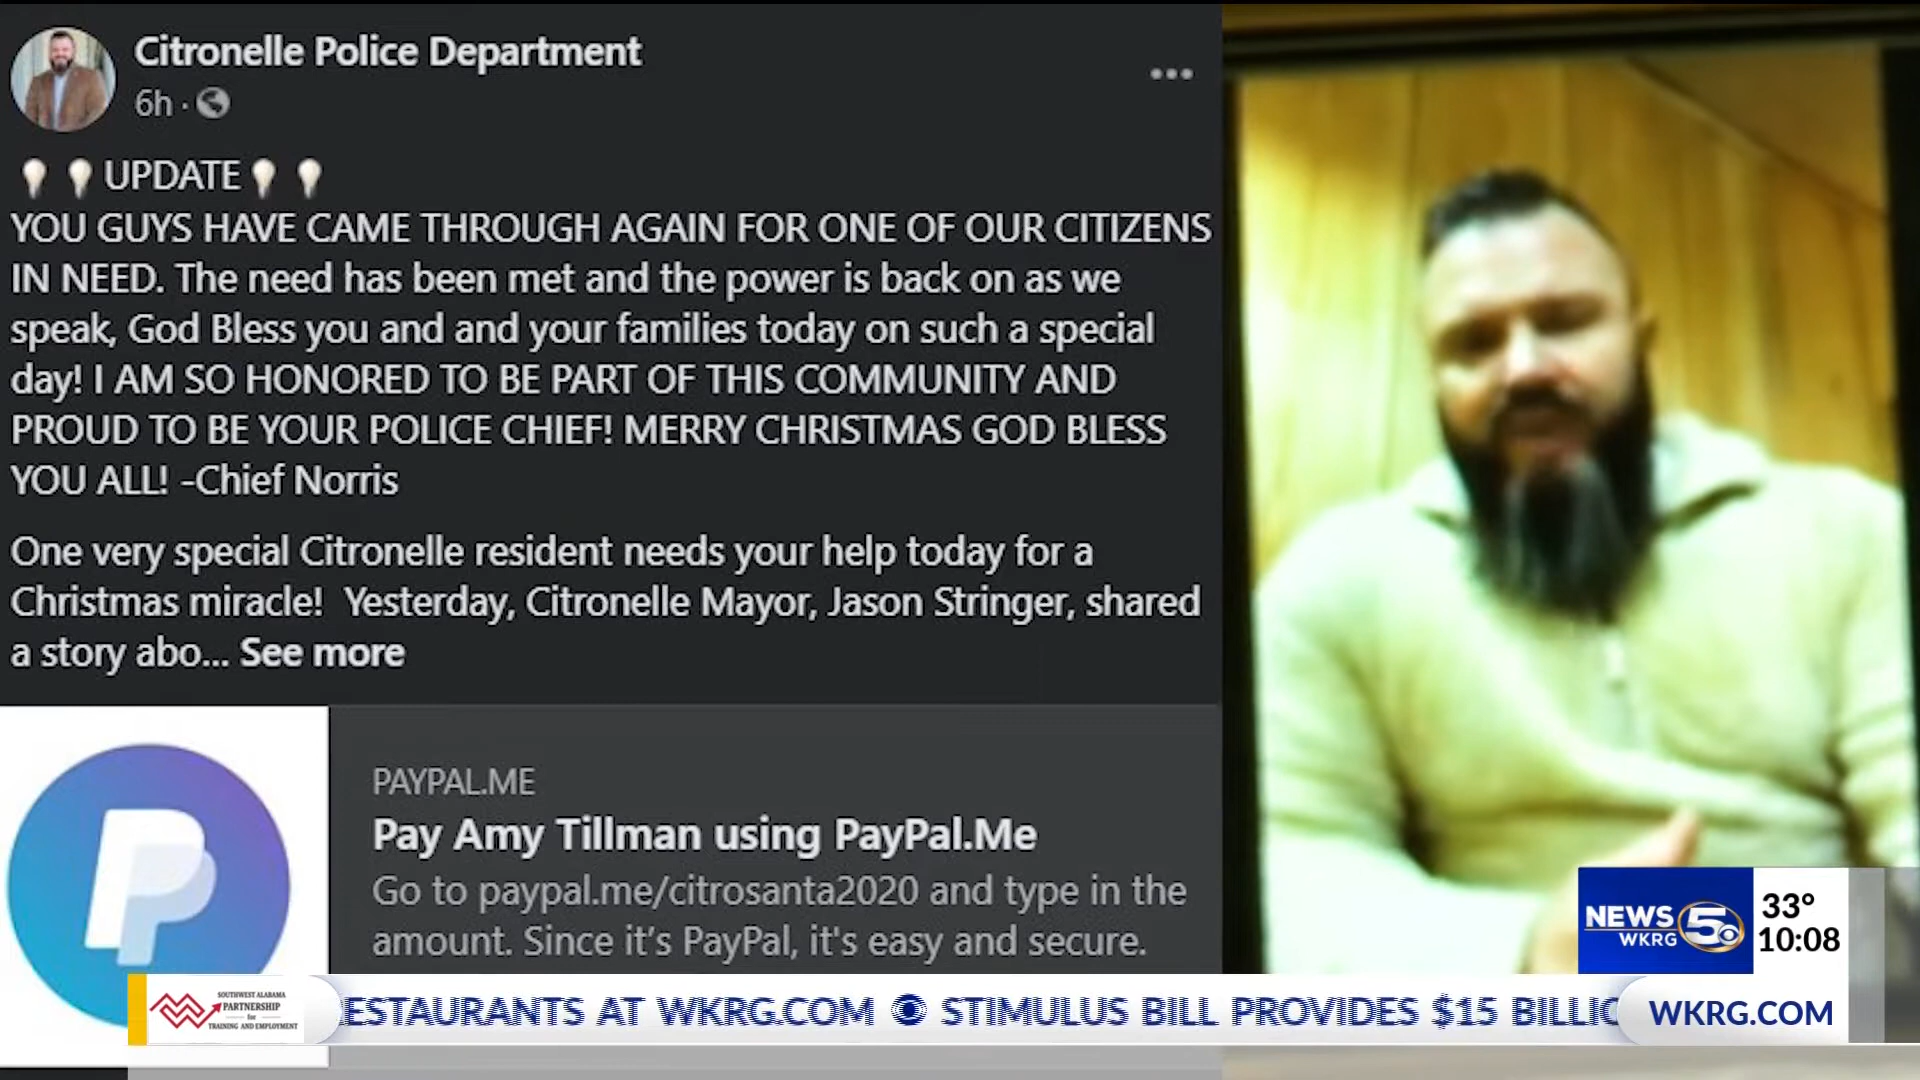 Citronelle Police Department
6h ·
UPDATE
YOU GUYS HAVE CAME THROUGH AGAIN FOR ONE OF OUR CITIZENS
IN NEED. The need has been met and the power is back on as we
speak, God Bless you and and your families today on such a special
day! I AM SO HONORED TO BE PART OF THIS COMMUNITY AND
PROUD TO BE YOUR POLICE CHIEF! MERRY CHRISTMAS GOD BLESS
YOU ALL! -Chief Norris
One very special Citronelle resident needs your help today for a
Christmas miracle!  Yesterday, Citronelle Mayor, Jason Stringer, shared
a story abo... See more
PAYPAL.ME
Pay Amy Tillman using PayPal.Me
Go to paypal.me/citrosanta2020 and type in the
amount. Since it's PayPal, it's easy and secure.
NEWS 5
WKRG
33°
10:08
SOUTHWEST ALABAMA
PARTNERSHIP
for
TRAINING AND EMPLOYMENT
ESTAURANTS AT WKRG.COM STIMULUS BILL PROVIDES $15 BILLIO
WKRG.COM